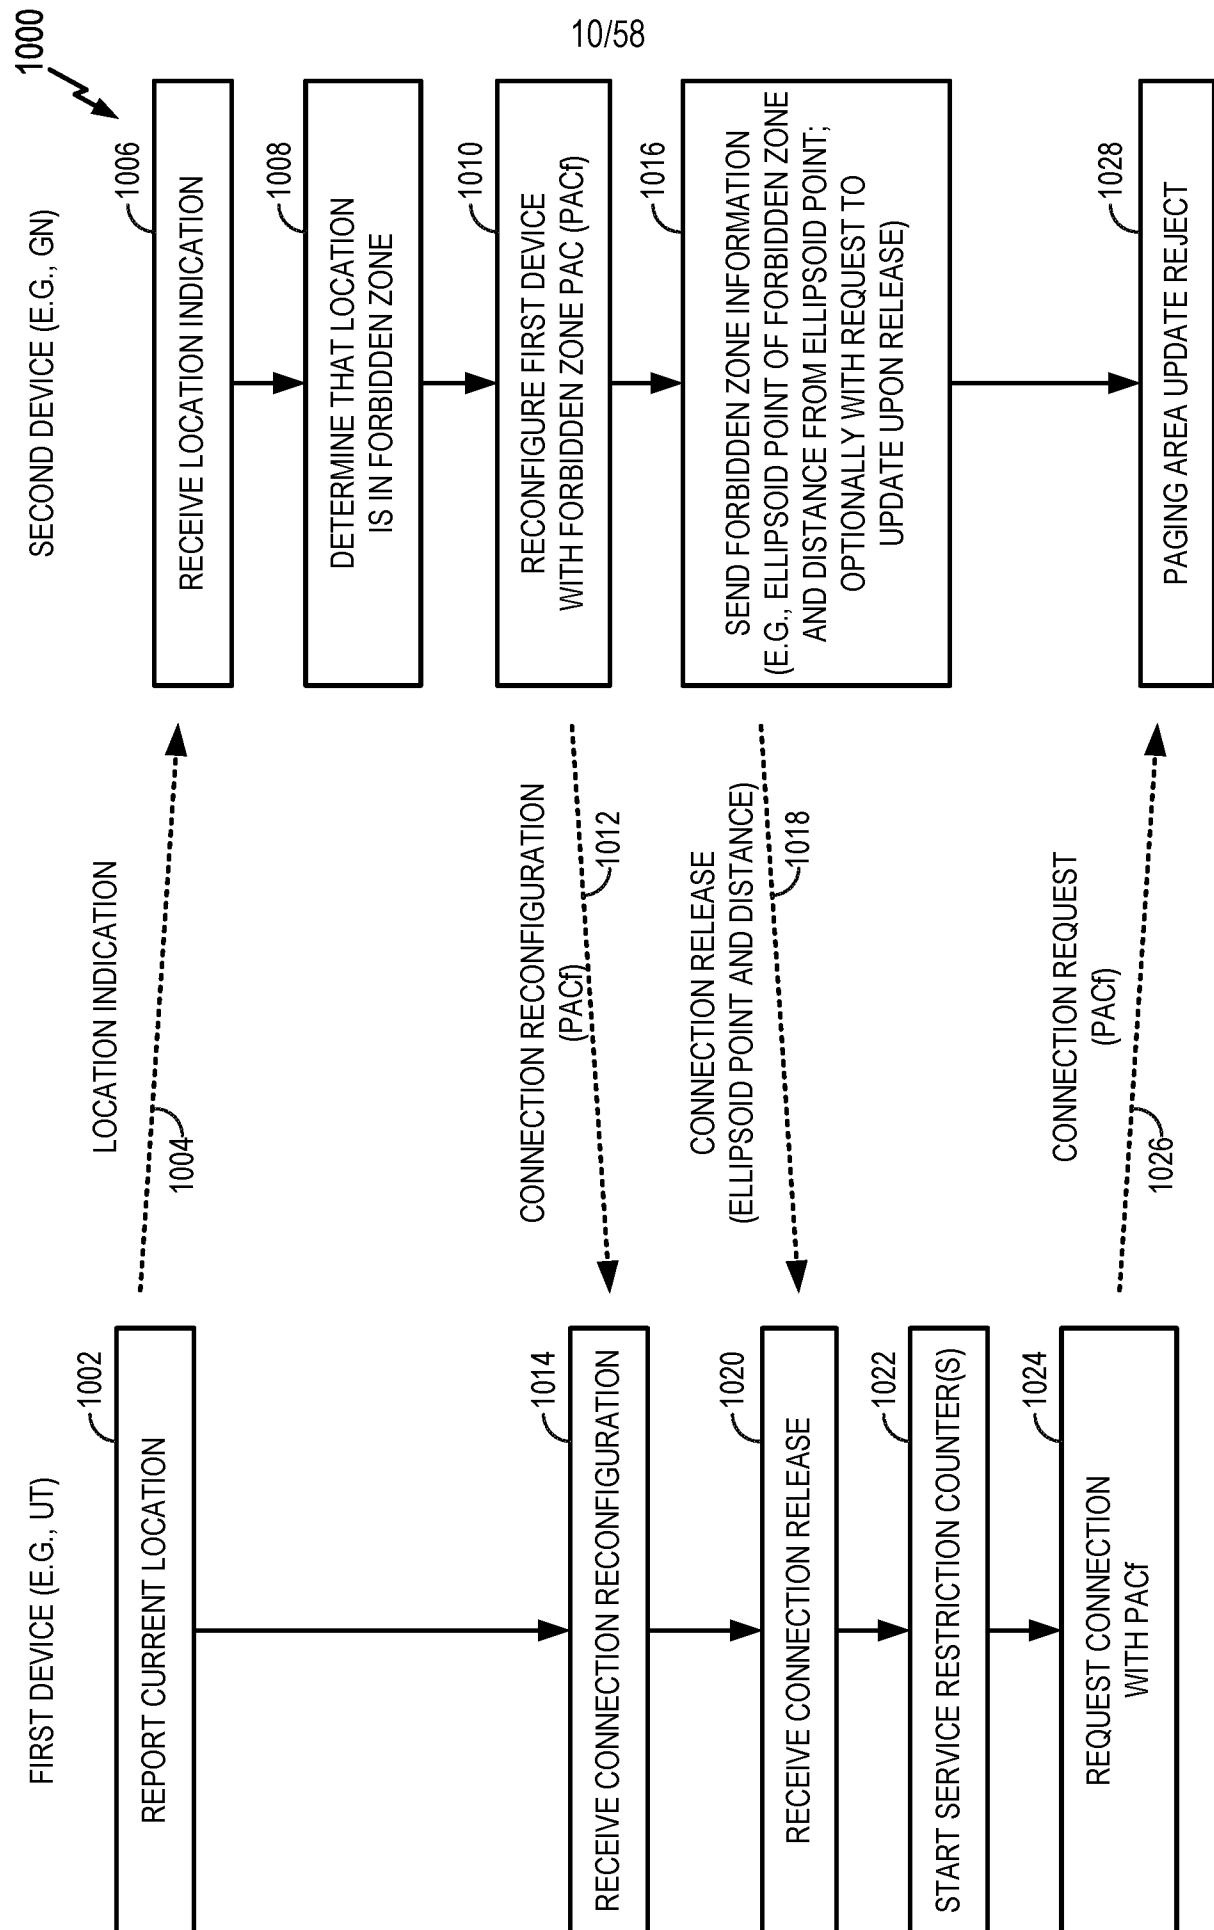 10/58
1000
FIRST DEVICE (E.G., UT)
SECOND DEVICE (E.G., GN)
1002
REPORT CURRENT LOCATION
LOCATION INDICATION
1004
1006
RECEIVE LOCATION INDICATION
1008
DETERMINE THAT LOCATION
IS IN FORBIDDEN ZONE
1010
RECONFIGURE FIRST DEVICE
WITH FORBIDDEN ZONE PAC (PACf)
CONNECTION RECONFIGURATION
(PACf)
1012
1014
RECEIVE CONNECTION RECONFIGURATION
1016
SEND FORBIDDEN ZONE INFORMATION
(E.G., ELLIPSOID POINT OF FORBIDDEN ZONE
AND DISTANCE FROM ELLIPSOID POINT;
OPTIONALLY WITH REQUEST TO
UPDATE UPON RELEASE)
CONNECTION RELEASE
(ELLIPSOID POINT AND DISTANCE)
1018
1020
RECEIVE CONNECTION RELEASE
1022
START SERVICE RESTRICTION COUNTER(S)
1024
REQUEST CONNECTION
WITH PACf
CONNECTION REQUEST
(PACf)
1026
1028
PAGING AREA UPDATE REJECT